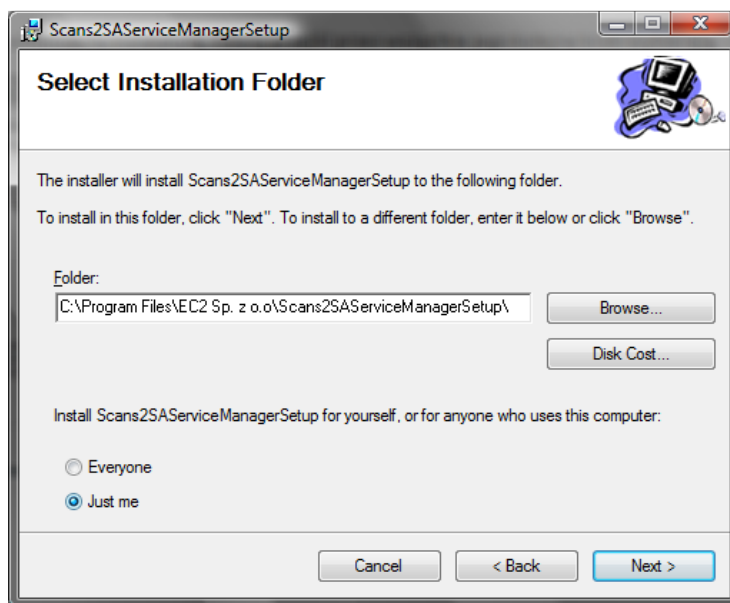 Scans2SAServiceManagerSetup
Select Installation Folder
The installer will install Scans2SAServiceManagerSetup to the following folder.
To install in this folder, click "Next". To install to a different folder, enter it below or click "Browse".
Folder:
C:\Program Files\EC2 Sp. z o.o\Scans2SAServiceManagerSetup\
Browse...
Disk Cost...
Install Scans2SAServiceManagerSetup for yourself, or for anyone who uses this computer:
Everyone
Just me
Cancel
< Back
Next >